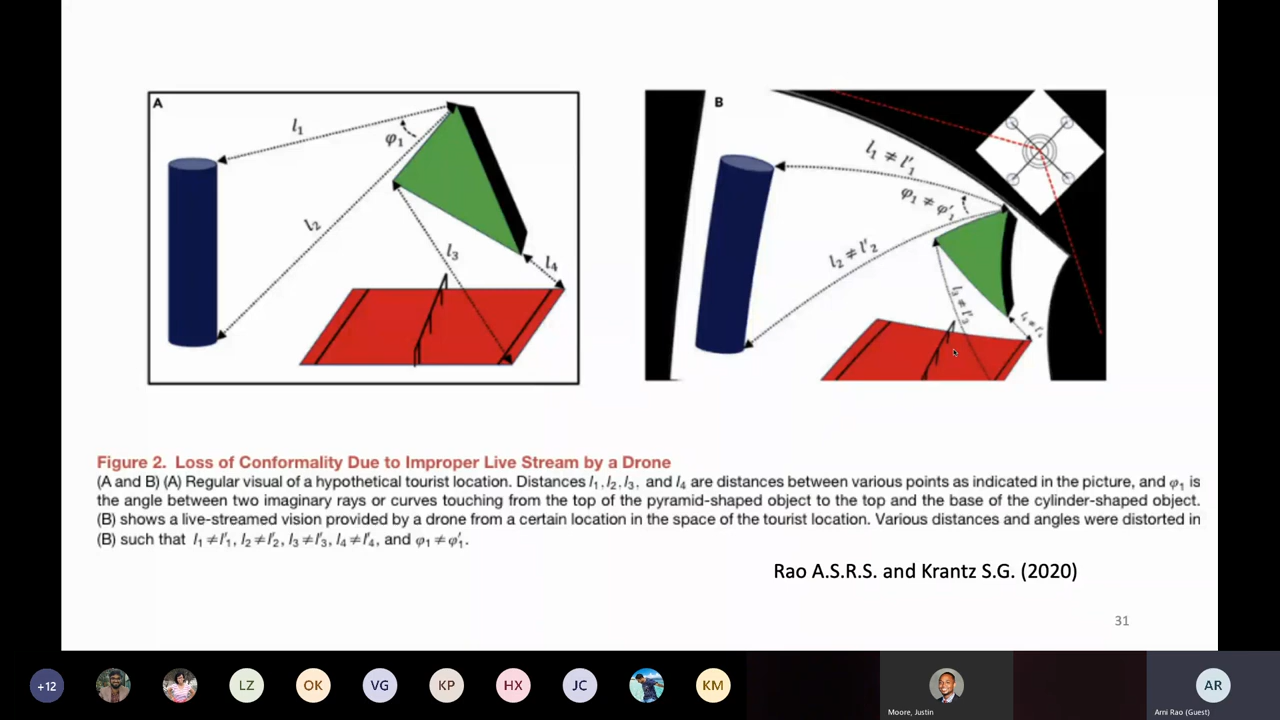 A
l₁
φ₁
l₂
l₃
l₄
B
l₁ ≠ l'₁
φ₁ ≠ φ'₁
l₂ ≠ l'₂
l₃ ≠ l'₃
l₄ ≠ l'₄
Figure 2. Loss of Conformality Due to Improper Live Stream by a Drone
(A and B) (A) Regular visual of a hypothetical tourist location. Distances l₁, l₂, l₃, and l₄ are distances between various points as indicated in the picture, and φ₁ is
the angle between two imaginary rays or curves touching from the top of the pyramid-shaped object to the top and the base of the cylinder-shaped object.
(B) shows a live-streamed vision provided by a drone from a certain location in the space of the tourist location. Various distances and angles were distorted in
(B) such that l₁ ≠ l'₁, l₂ ≠ l'₂, l₃ ≠ l'₃, l₄ ≠ l'₄, and φ₁ ≠ φ'₁.
Rao A.S.R.S. and Krantz S.G. (2020)
31
+12
LZ
OK
VG
KP
HX
JC
KM
AR
Moore, Justin
Arni Rao (Guest)